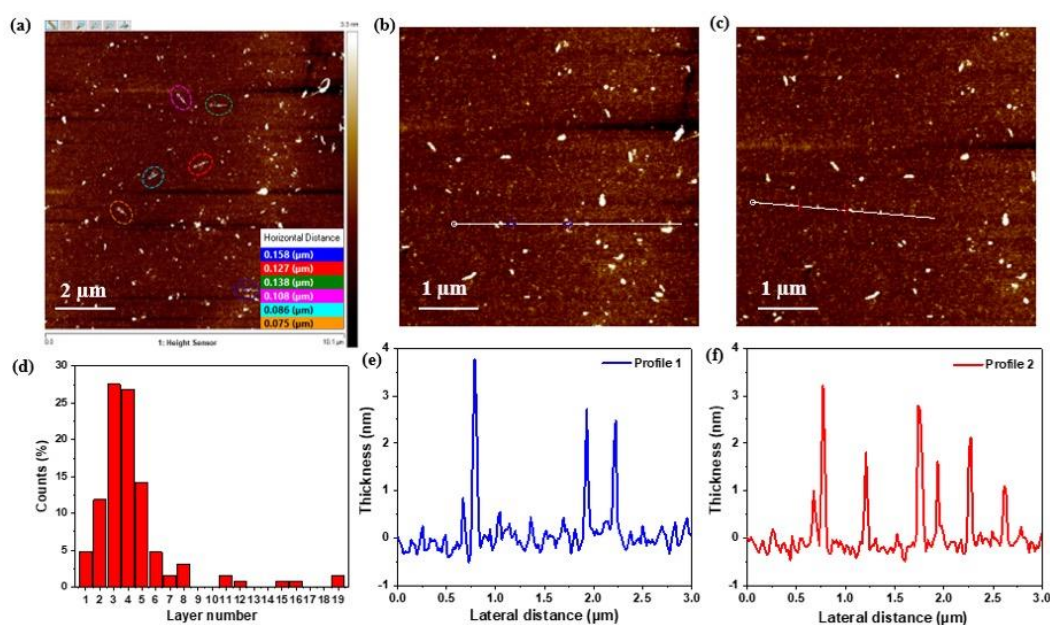 (a)
3.3 nm
Horizontal Distance
0.158 (µm)
0.127 (µm)
0.138 (µm)
0.108 (µm)
0.086 (µm)
0.075 (µm)
2 µm
0.0
1: Height Sensor
10.1 µm
(b)
1 µm
(c)
1 µm
(d)
Counts (%)
30
25
20
15
10
5
0
1 2 3 4 5 6 7 8 9 10 11 12 13 14 15 16 17 18 19
Layer number
(e)
Profile 1
Thickness (nm)
4
3
2
1
0
-1
0.0 0.5 1.0 1.5 2.0 2.5 3.0
Lateral distance (µm)
(f)
Profile 2
Thickness (nm)
4
3
2
1
0
-1
0.0 0.5 1.0 1.5 2.0 2.5 3.0
Lateral distance (µm)